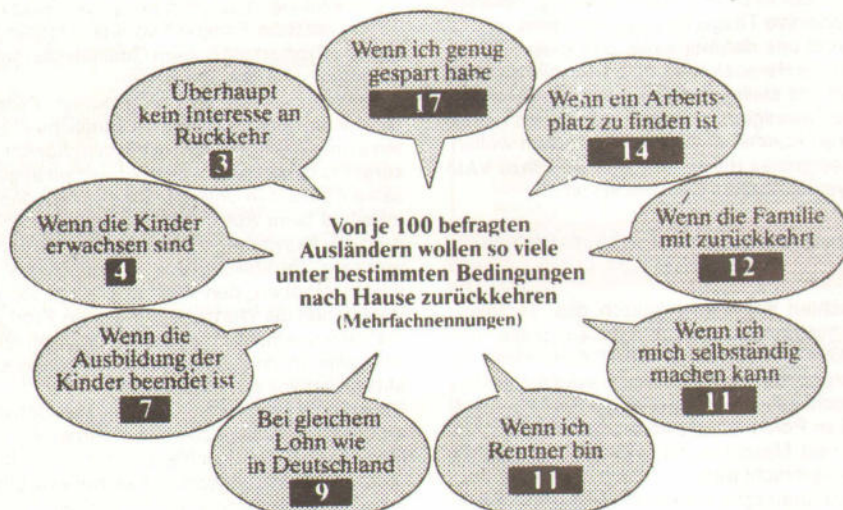 Wenn ich genug
gespart habe
17
Wenn ein Arbeits-
platz zu finden ist
14
Wenn die Familie
mit zurückkehrt
12
Wenn ich
mich selbständig
machen kann
11
Wenn ich
Rentner bin
11
Bei gleichem
Lohn wie
in Deutschland
9
Wenn die
Ausbildung der
Kinder beendet ist
7
Wenn die Kinder
erwachsen sind
4
Überhaupt
kein Interesse an
Rückkehr
3
Von je 100 befragten
Ausländern wollen so viele
unter bestimmten Bedingungen
nach Hause zurückkehren
(Mehrfachnennungen)